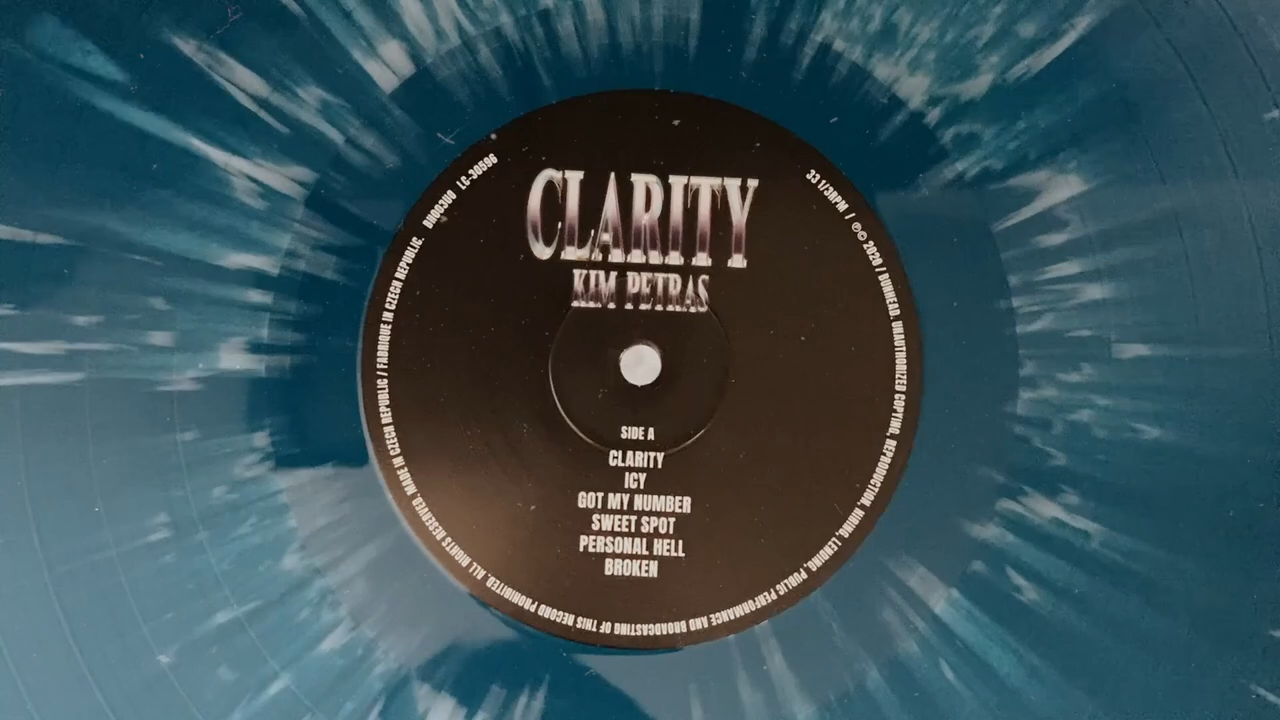 CLARITY
KIM PETRAS
SIDE A
CLARITY
ICY
GOT MY NUMBER
SWEET SPOT
PERSONAL HELL
BROKEN
33 1/3RPM / ℗© 2020 / BUNHEAD. UNAUTHORIZED COPYING, REPRODUCTION, HIRING, LENDING, PUBLIC PERFORMANCE AND BROADCASTING OF THIS RECORD PROHIBITED. ALL RIGHTS RESERVED. MADE IN CZECH REPUBLIC / FABRIQUE IN CZECH REPUBLIC. LC-30596